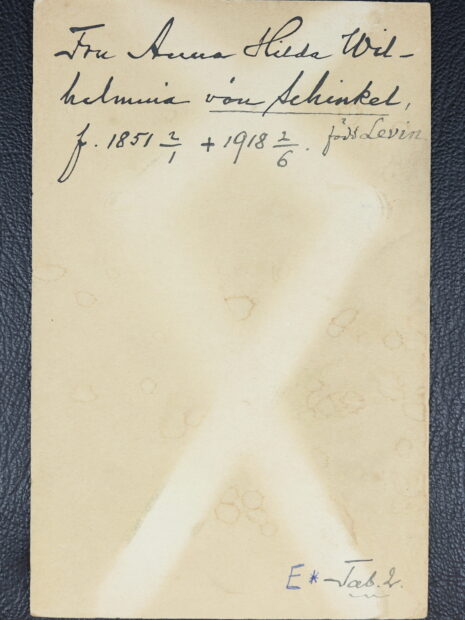 Fru Anna Hilda Wil-
helmina von Schinkel,
f. 1851 2/1 + 1918 2/6. född Levin
E* Tab. 2.